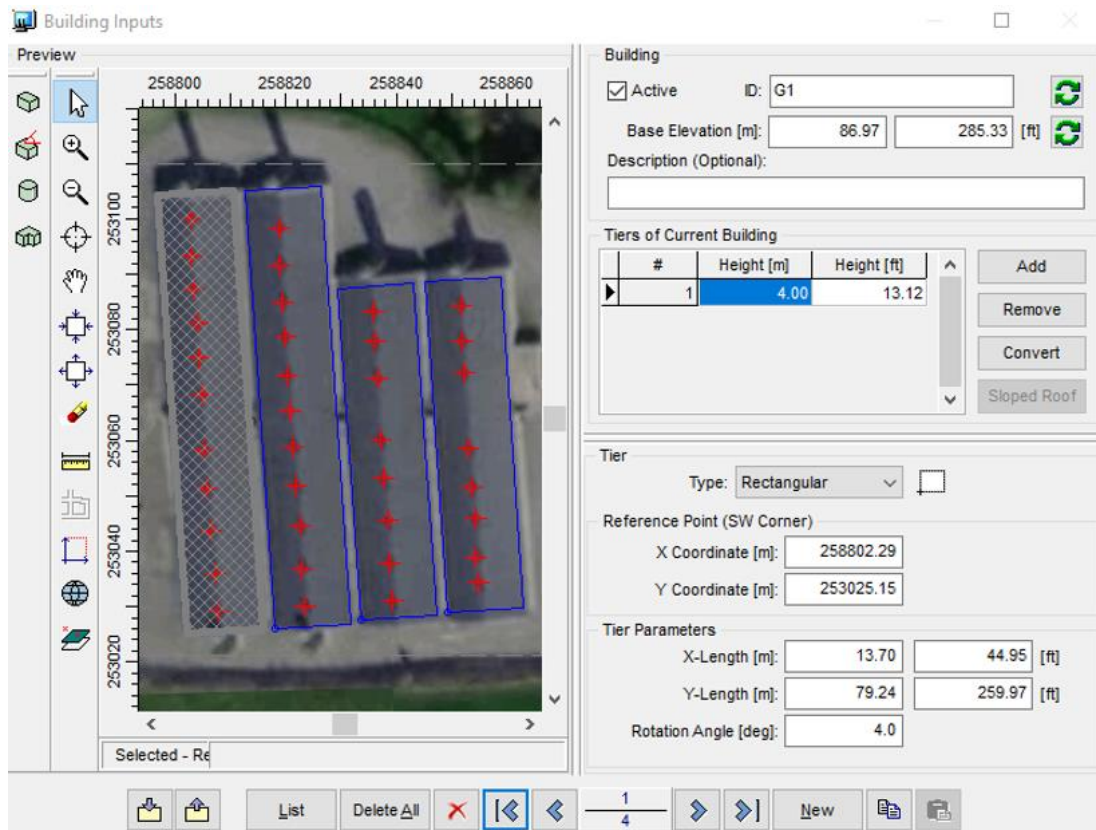 Building Inputs
Preview
258800 258820 258840 258860
253100
253080
253060
253040
253020
Selected - Re
Building
Active ID: G1
Base Elevation [m]: 86.97 285.33 [ft]
Description (Optional):
Tiers of Current Building
# Height [m] Height [ft]
1 4.00 13.12
Add
Remove
Convert
Sloped Roof
Tier
Type: Rectangular
Reference Point (SW Corner)
X Coordinate [m]: 258802.29
Y Coordinate [m]: 253025.15
Tier Parameters
X-Length [m]: 13.70 44.95 [ft]
Y-Length [m]: 79.24 259.97 [ft]
Rotation Angle [deg]: 4.0
List Delete All 1 New
4